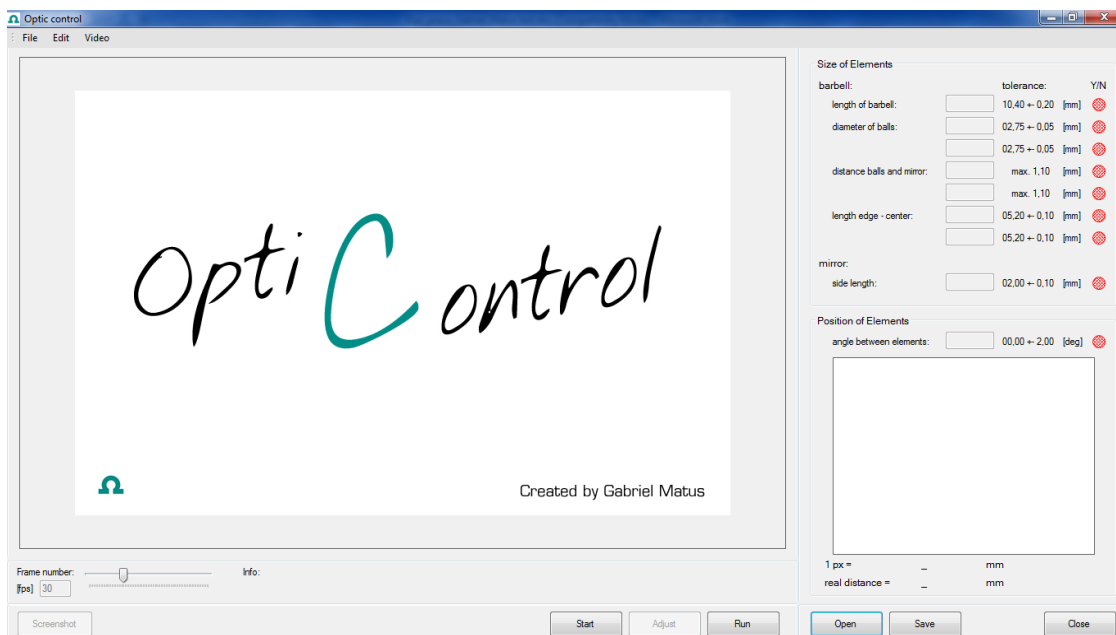 Ω Optic control
File Edit Video
Opti Control
Ω
Created by Gabriel Matus
Frame number:
[fps] 30
Info:
Screenshot Start Adjust Run
Size of Elements
barbell: tolerance: Y/N
length of barbell: 10,40 +- 0,20 [mm]
diameter of balls: 02,75 +- 0,05 [mm]
02,75 +- 0,05 [mm]
distance balls and mirror: max. 1,10 [mm]
max. 1,10 [mm]
length edge - center: 05,20 +- 0,10 [mm]
05,20 +- 0,10 [mm]
mirror:
side length: 02,00 +- 0,10 [mm]
Position of Elements
angle between elements: 00,00 +- 2,00 [deg]
1 px = _ mm
real distance = _ mm
Open Save Close